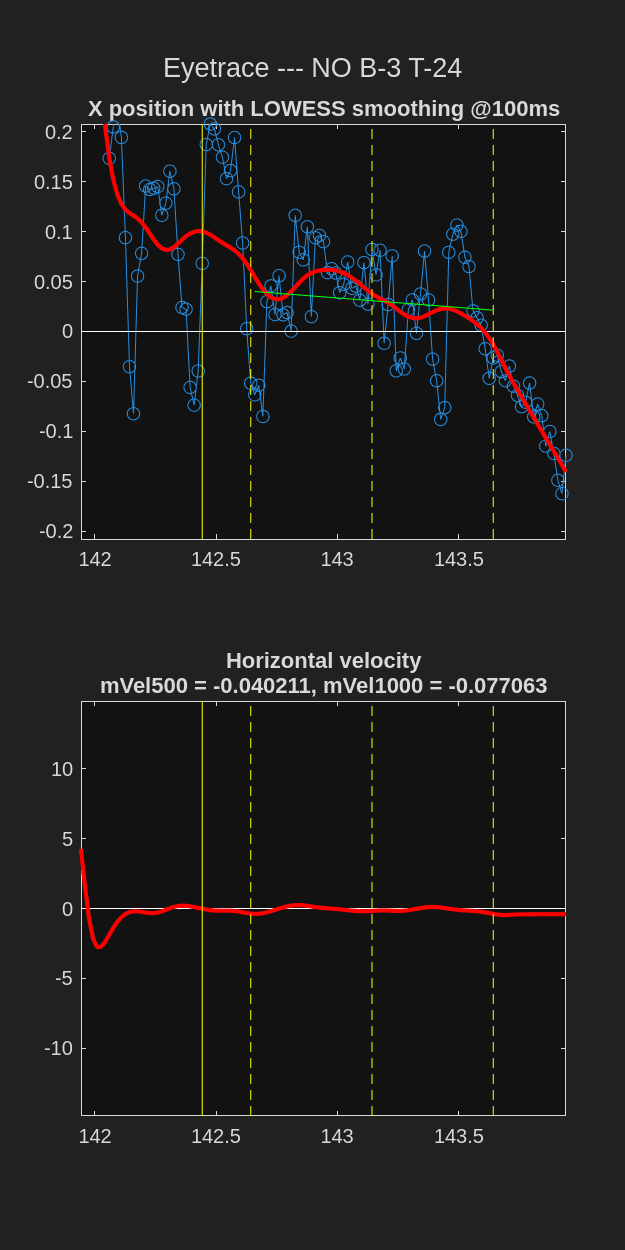 Eyetrace --- NO B-3 T-24
X position with LOWESS smoothing @100ms
0.2
0.15
0.1
0.05
0
-0.05
-0.1
-0.15
-0.2
142 142.5 143 143.5
Horizontal velocity
mVel500 = -0.040211, mVel1000 = -0.077063
10
5
0
-5
-10
142 142.5 143 143.5